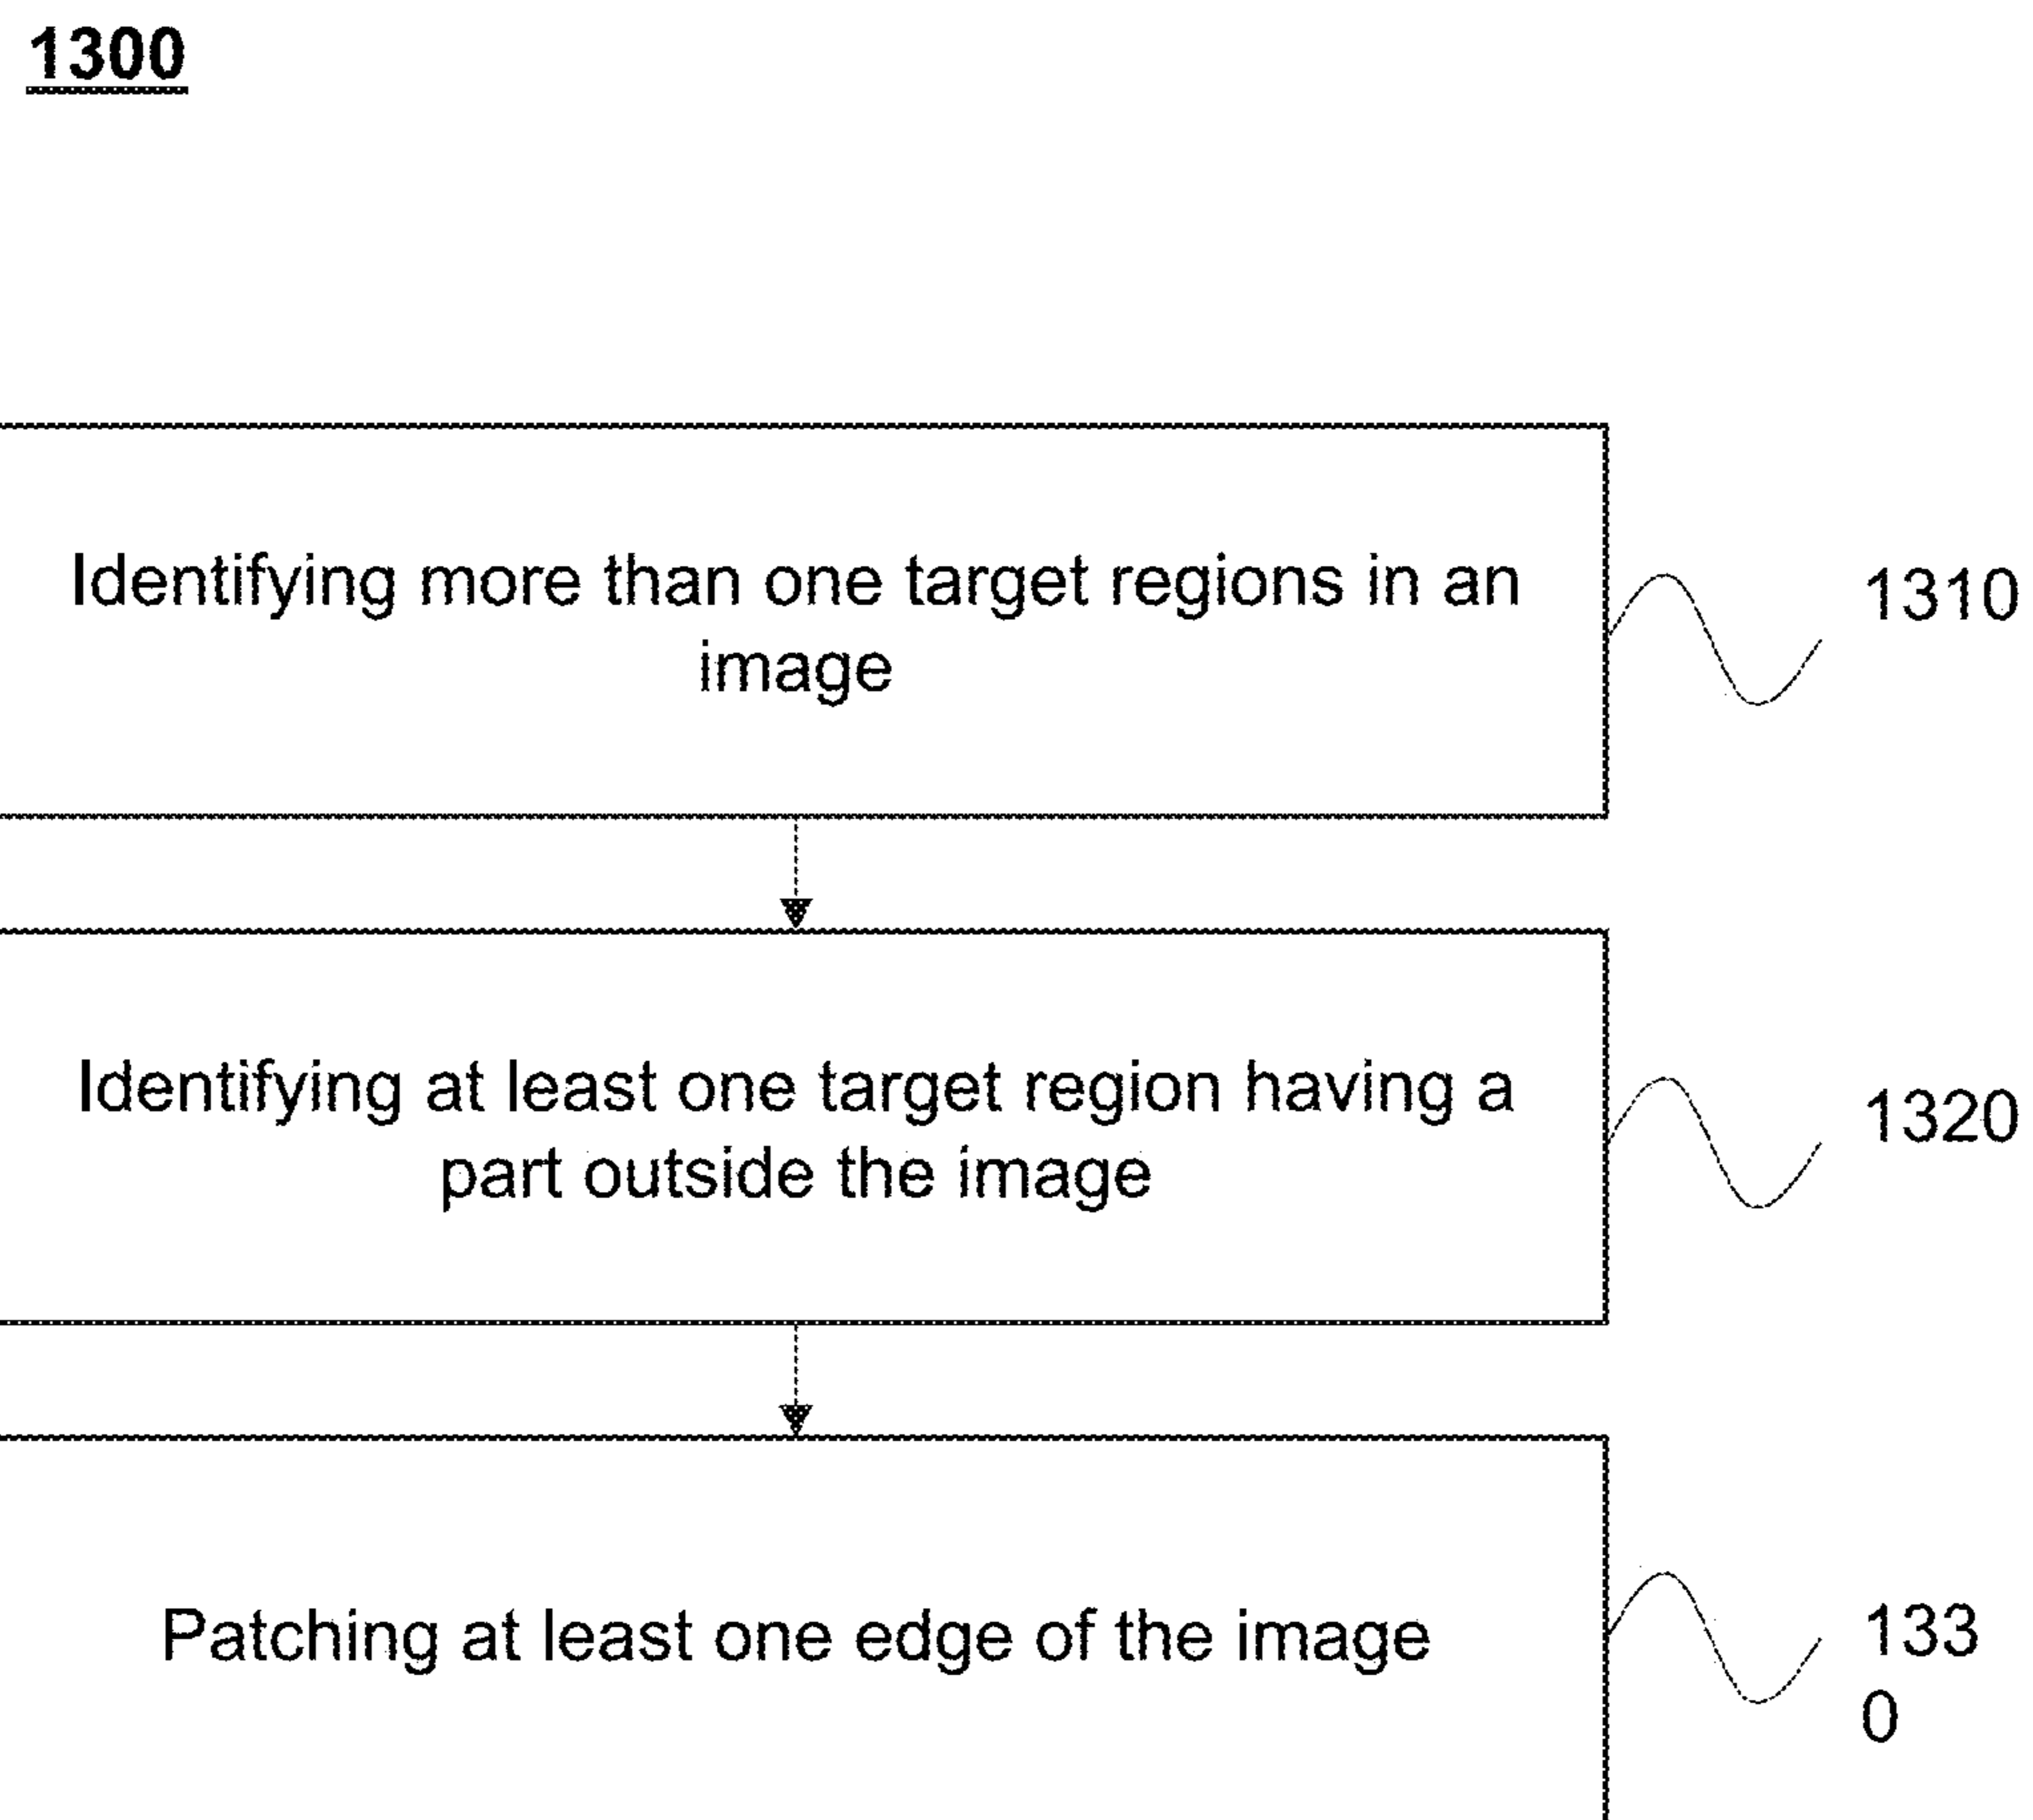 1300
Identifying more than one target regions in an
image
1310
Identifying at least one target region having a
part outside the image
1320
Patching at least one edge of the image
133
0